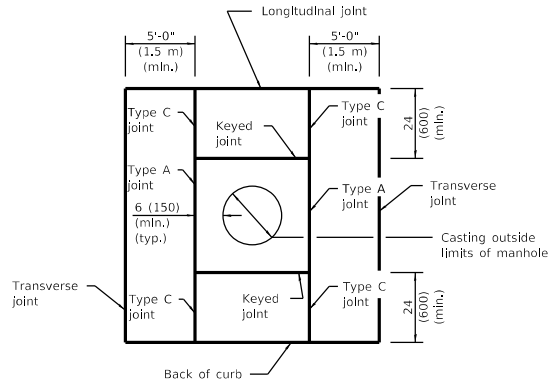 Longitudinal joint
5'-0"
(1.5 m)
(min.)
5'-0"
(1.5 m)
(min.)
Type C
joint
Type C
joint
24
(600)
(min.)
Keyed
joint
Type A
joint
Type A
joint
Transverse
joint
6 (150)
(min.)
(typ.)
Casting outside
limits of manhole
Transverse
joint
Type C
joint
Keyed
joint
Type C
joint
24
(600)
(min.)
Back of curb